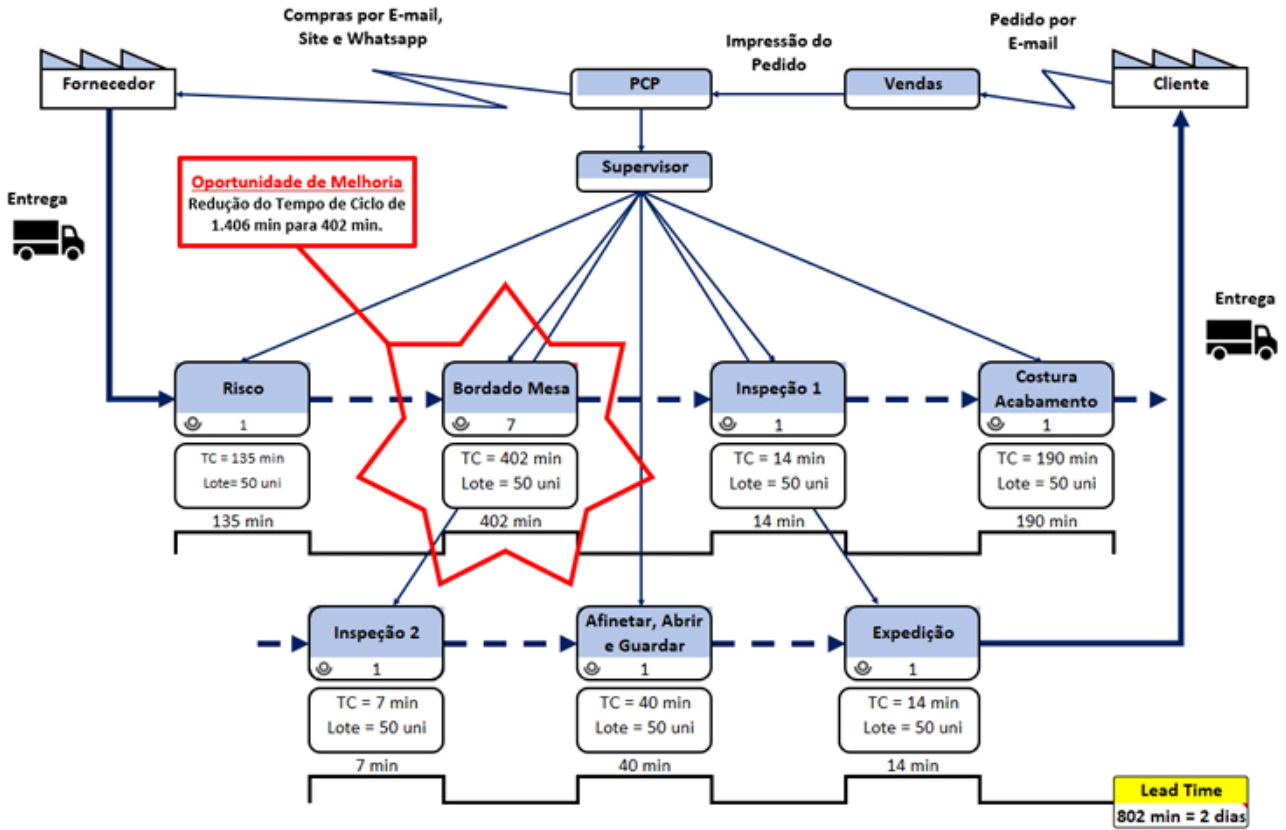 Compras por E-mail,
Site e Whatsapp
Impressão do
Pedido
Pedido por
E-mail
Fornecedor
PCP
Vendas
Cliente
Supervisor
Oportunidade de Melhoria
Redução do Tempo de Ciclo de
1.406 min para 402 min.
Entrega
Entrega
Risco
1
TC = 135 min
Lote= 50 uni
135 min
Bordado Mesa
7
TC = 402 min
Lote = 50 uni
402 min
Inspeção 1
1
TC = 14 min
Lote = 50 uni
14 min
Costura
Acabamento
1
TC = 190 min
Lote = 50 uni
190 min
Inspeção 2
1
TC = 7 min
Lote = 50 uni
7 min
Afinetar, Abrir
e Guardar
1
TC = 40 min
Lote = 50 uni
40 min
Expedição
1
TC = 14 min
Lote = 50 uni
14 min
Lead Time
802 min = 2 dias